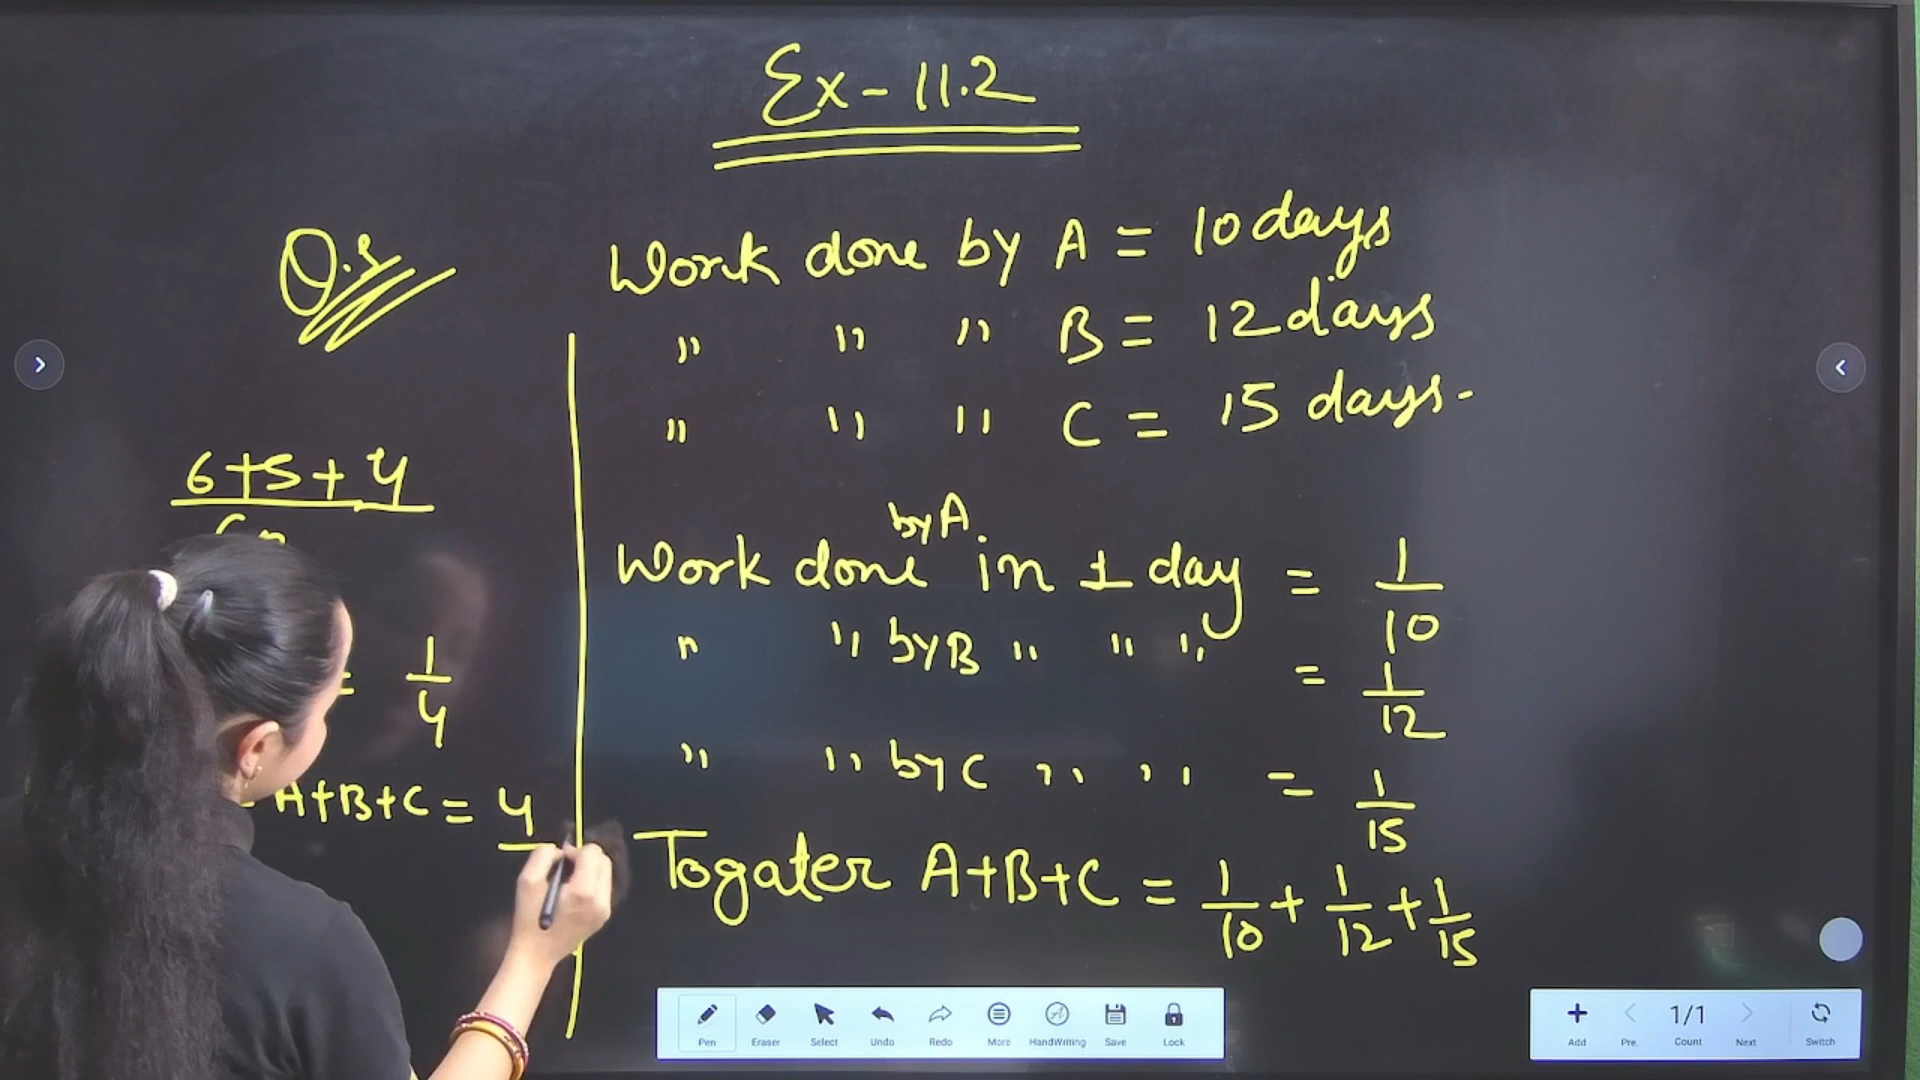 Ex - 11.2
Q.3
Work done by A = 10 days
" " " B = 12 days
" " " C = 15 days.
Work done by A in 1 day = 1/10
" " by B " " " = 1/12
" " by C " " = 1/15
Togater A+B+C = 1/10 + 1/12 + 1/15
6+5+4
= 1/4
A+B+C = 4
Pen
Eraser
Select
Undo
Redo
More
HandWriting
Save
Lock
Add
Pre.
1/1
Count
Next
Switch